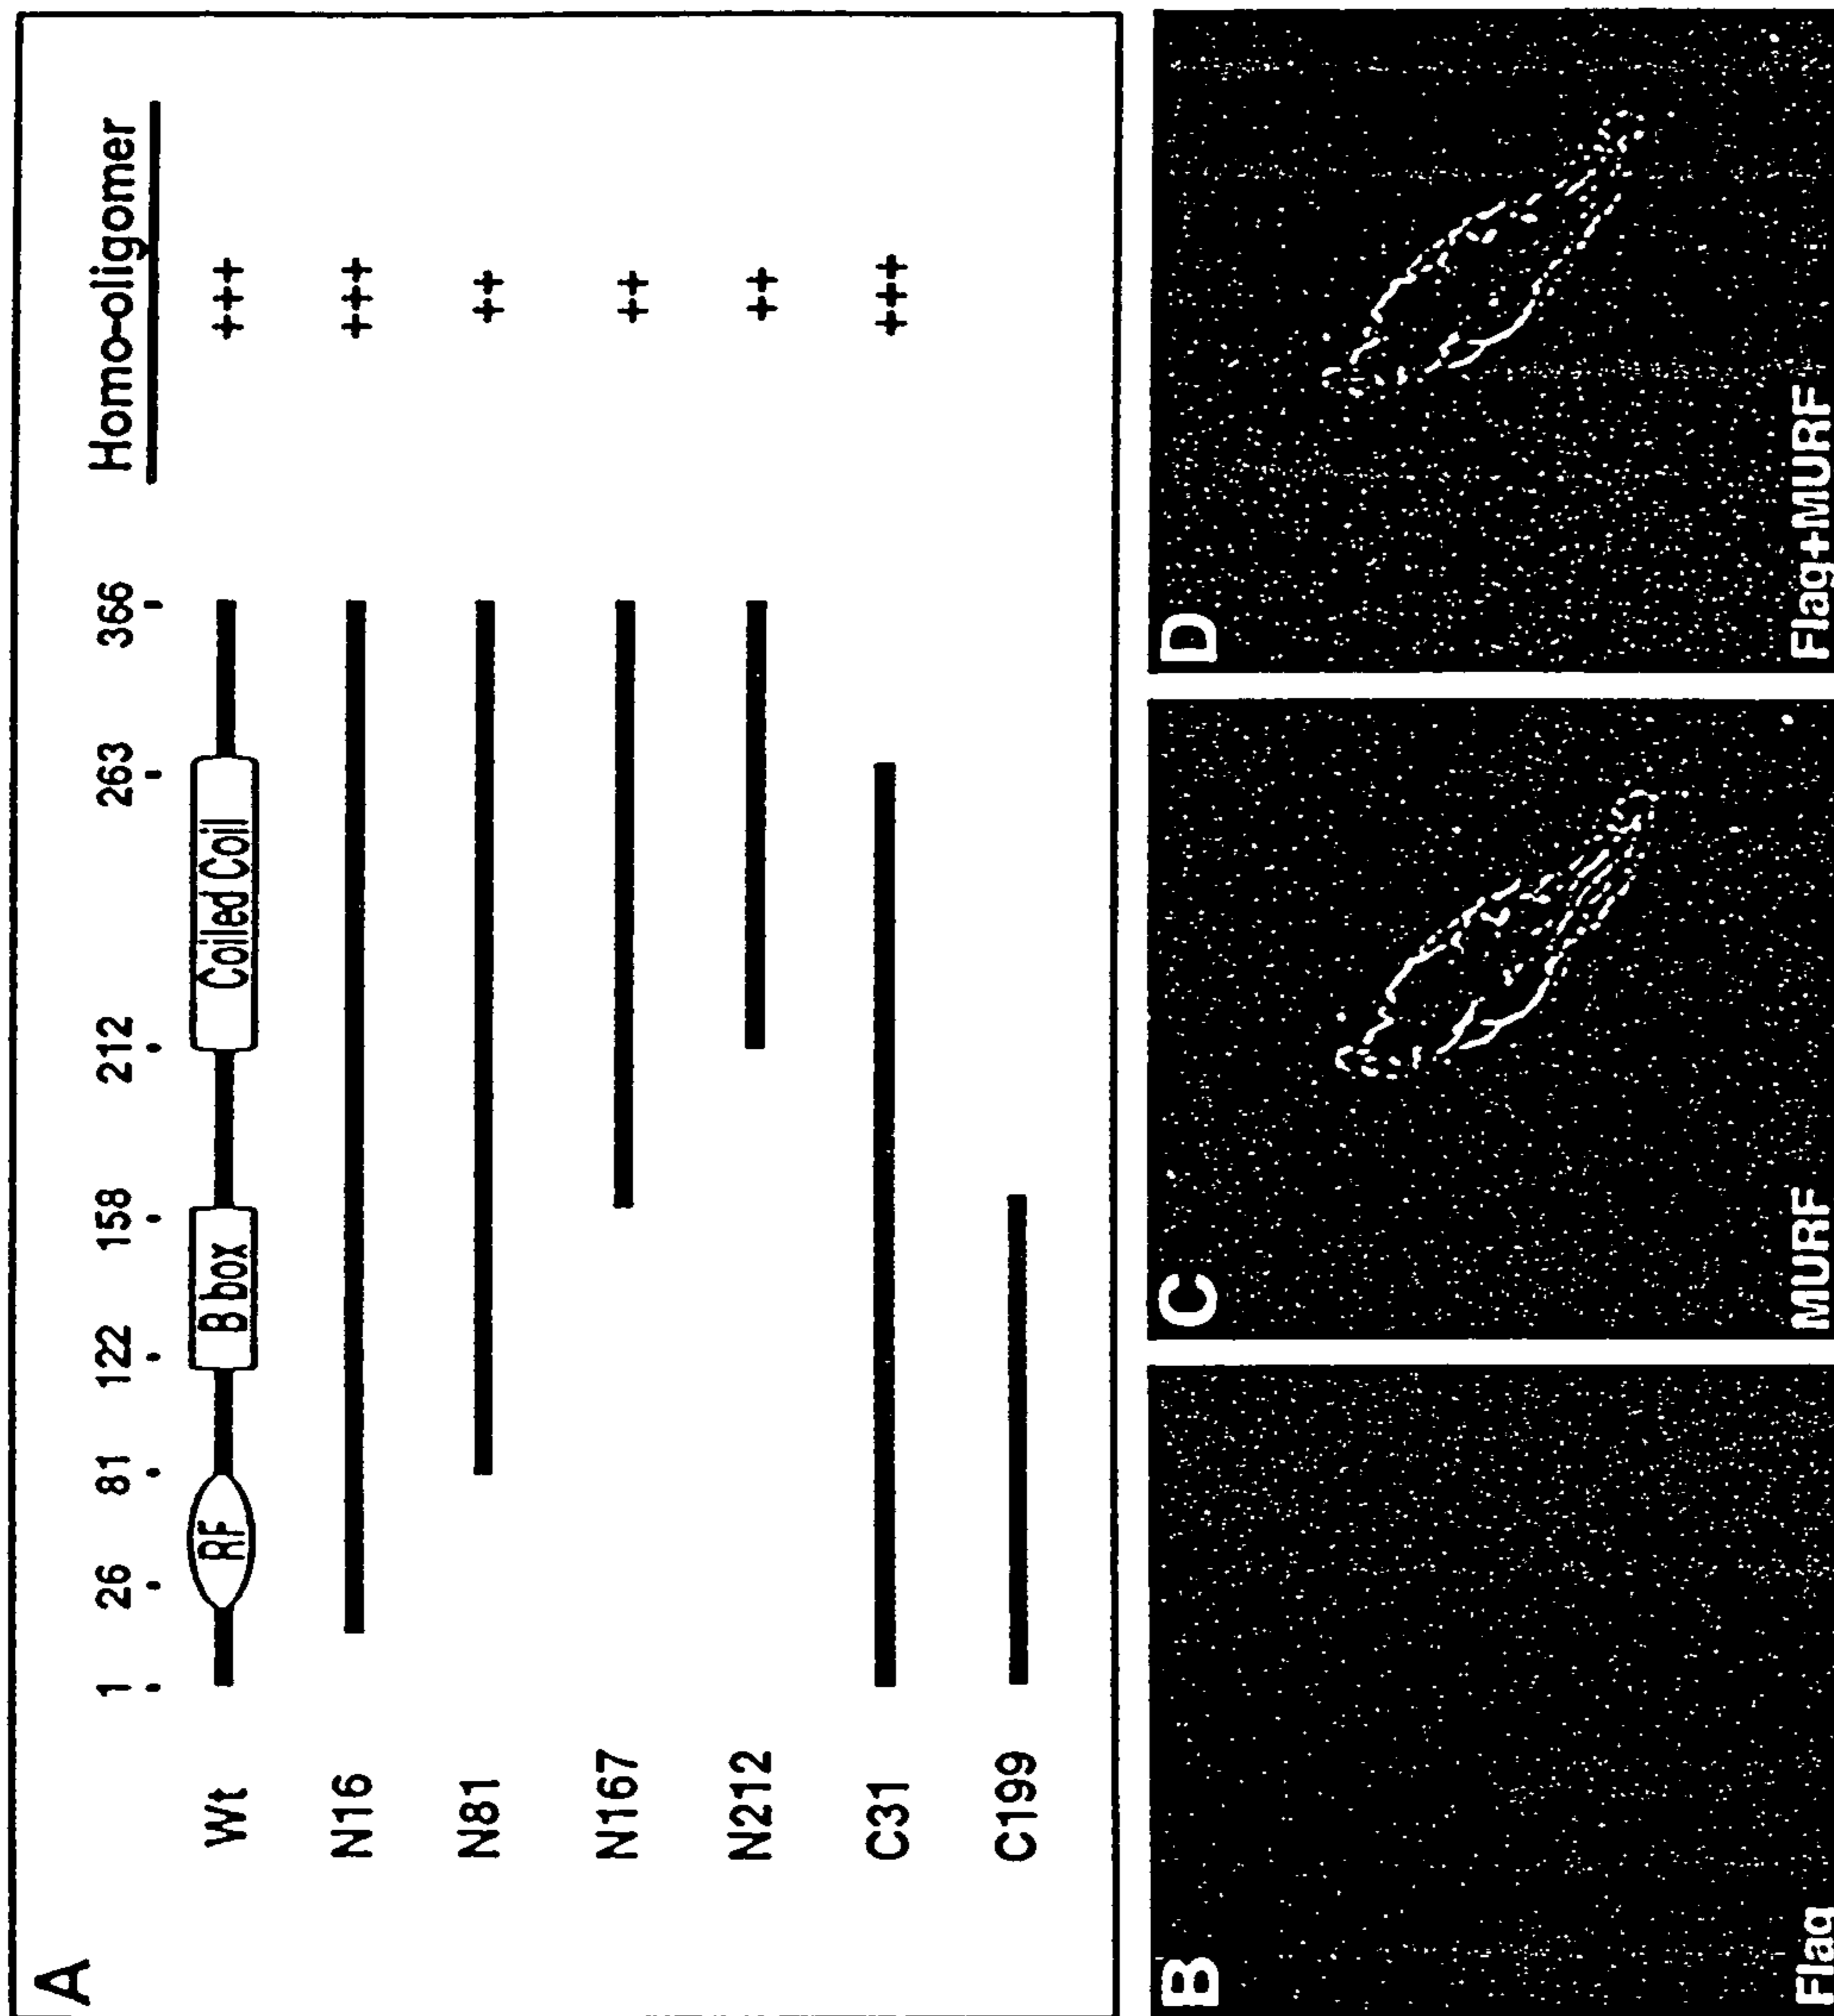 A
Homo-oligomer
1 26 81 122 158 212 263 366
Wt RF B box Coiled Coil +++
N16 +++
N81 ++
N167 ++
N212 ++
C31 +++
C199
B
Flag
C
MURF
D
Flag+MURF